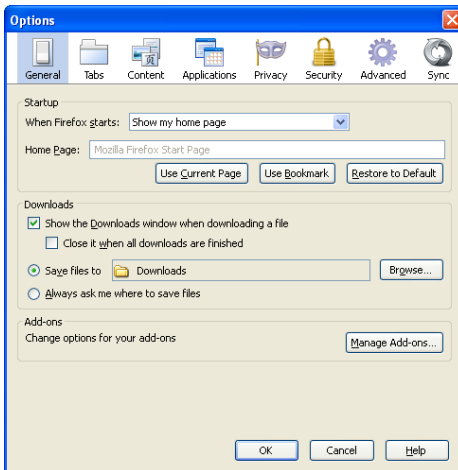 Options
General
Tabs
Content
Applications
Privacy
Security
Advanced
Sync
Startup
When Firefox starts: Show my home page
Home Page: Mozilla Firefox Start Page
Use Current Page Use Bookmark Restore to Default
Downloads
Show the Downloads window when downloading a file
Close it when all downloads are finished
Save files to Downloads Browse...
Always ask me where to save files
Add-ons
Change options for your add-ons Manage Add-ons...
OK Cancel Help